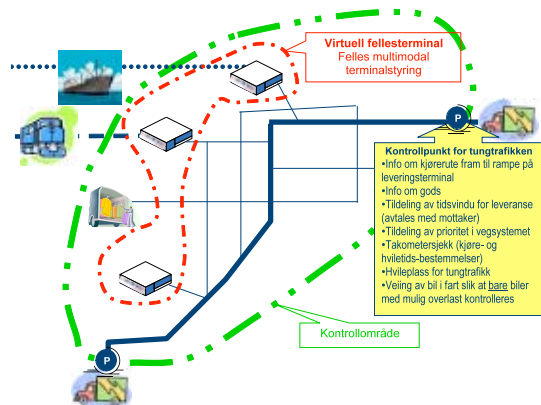 Virtuell fellesterminal
Felles multimodal
terminalstyring
P
Kontrollpunkt for tungtrafikken
•Info om kjørerute fram til rampe på
leveringsterminal
•Info om gods
•Tildeling av tidsvindu for leveranse
(avtales med mottaker)
•Tildeling av prioritet i vegsystemet
•Takometersjekk (kjøre- og
hviletids-bestemmelser)
•Hvileplass for tungtrafikk
•Veiing av bil i fart slik at bare biler
med mulig overlast kontrolleres
Kontrollområde
P